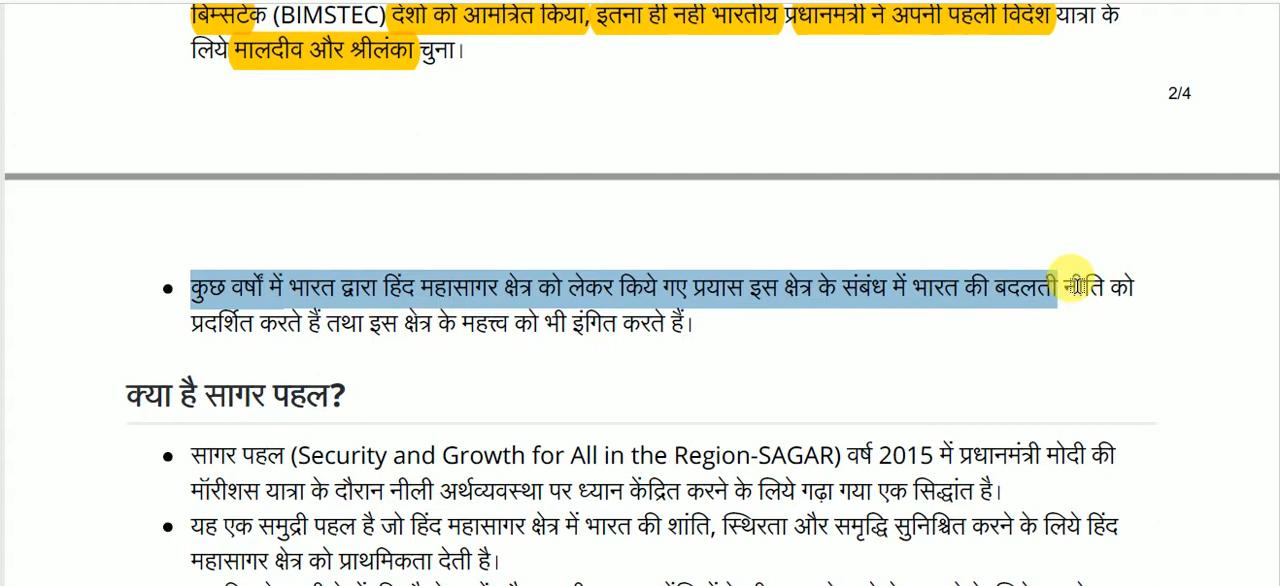 बिम्सटेक (BIMSTEC) देशों को आमंत्रित किया, इतना ही नहीं भारतीय प्रधानमंत्री ने अपनी पहली विदेश यात्रा के
लिये मालदीव और श्रीलंका चुना।
2/4
कुछ वर्षों में भारत द्वारा हिंद महासागर क्षेत्र को लेकर किये गए प्रयास इस क्षेत्र के संबंध में भारत की बदलती नीति को
प्रदर्शित करते हैं तथा इस क्षेत्र के महत्त्व को भी इंगित करते हैं।
क्या है सागर पहल?
सागर पहल (Security and Growth for All in the Region-SAGAR) वर्ष 2015 में प्रधानमंत्री मोदी की
मॉरीशस यात्रा के दौरान नीली अर्थव्यवस्था पर ध्यान केंद्रित करने के लिये गढ़ा गया एक सिद्धांत है।
यह एक समुद्री पहल है जो हिंद महासागर क्षेत्र में भारत की शांति, स्थिरता और समृद्धि सुनिश्चित करने के लिये हिंद
महासागर क्षेत्र को प्राथमिकता देती है।